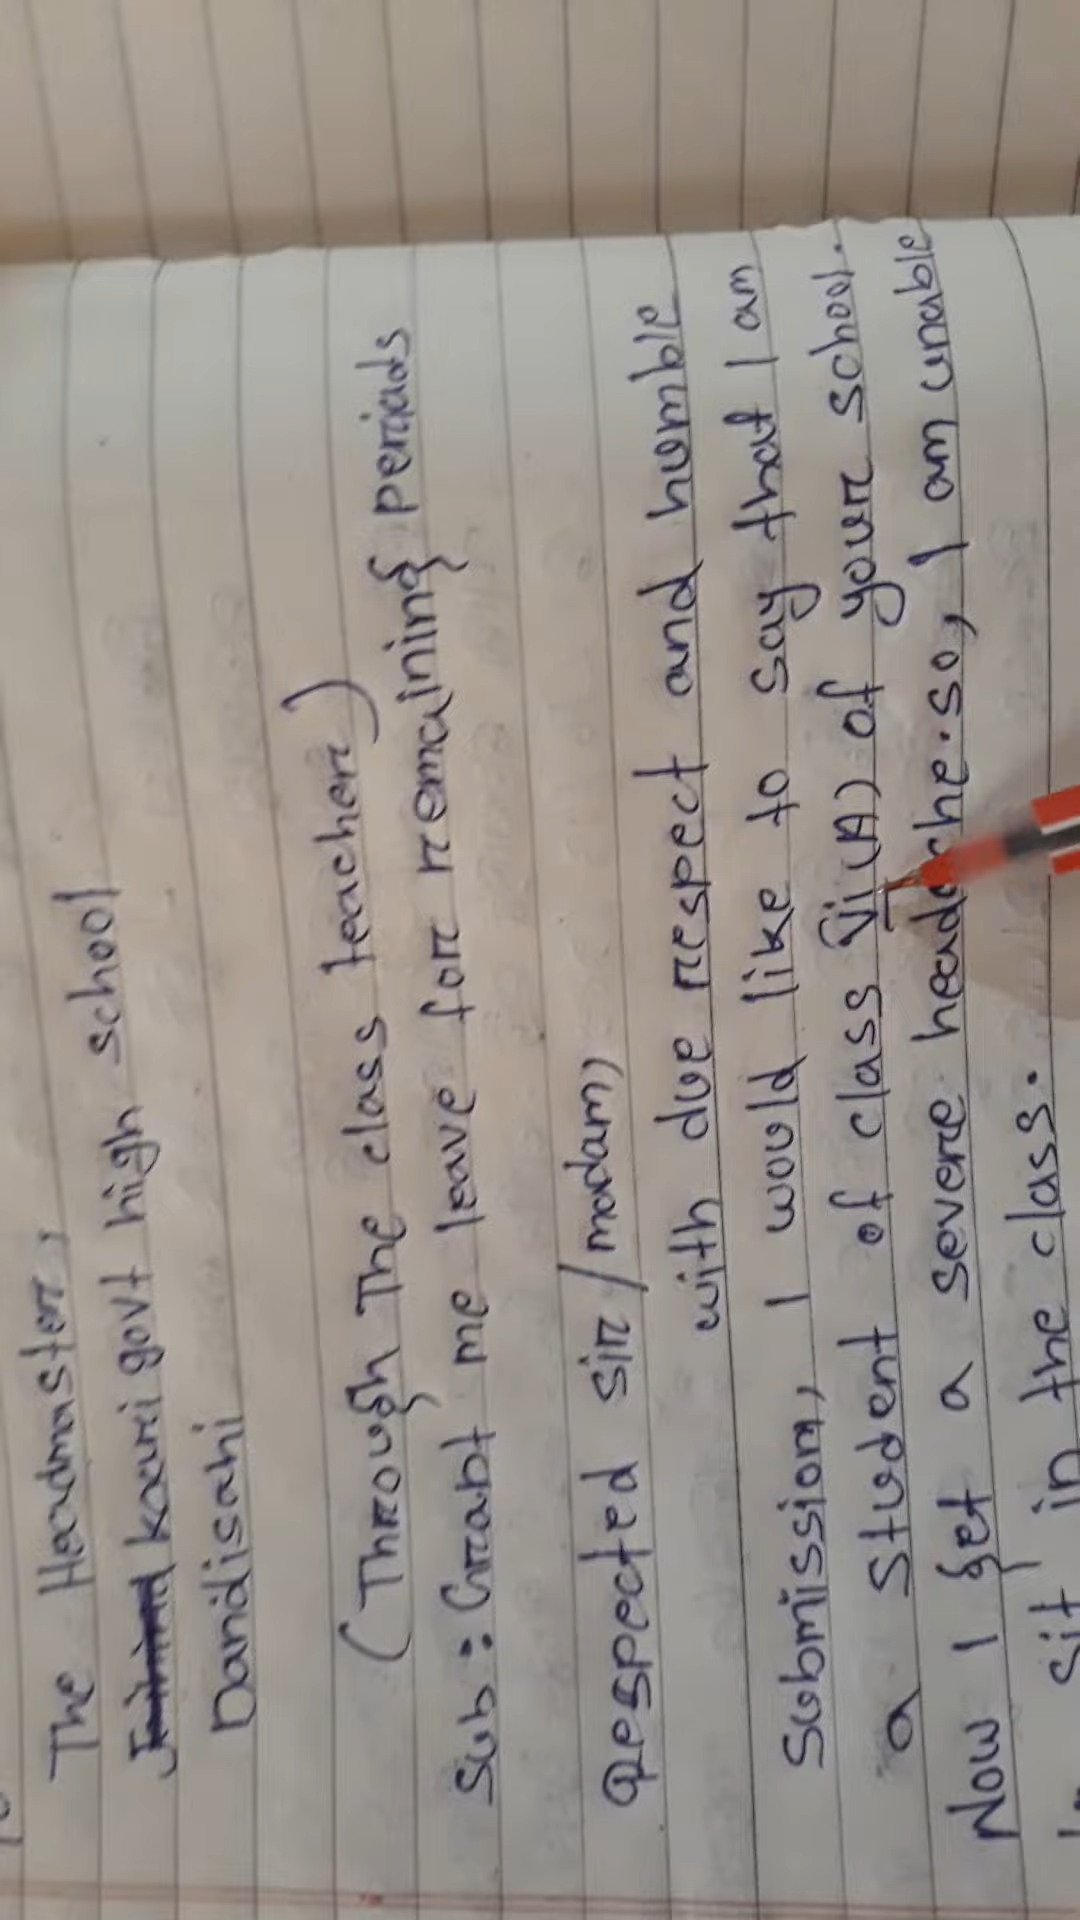 The Headmaster,
kauri govt high school
Dandisahi
(Through The class teacher)
Sub: Grant me leave for remaining periods
Respected sir/madam,
with due respect and humble
Submission, I would like to say that I am
a student of class VI(A) of your school.
Now I get a severe headache. so, I am unable
sit in the class.